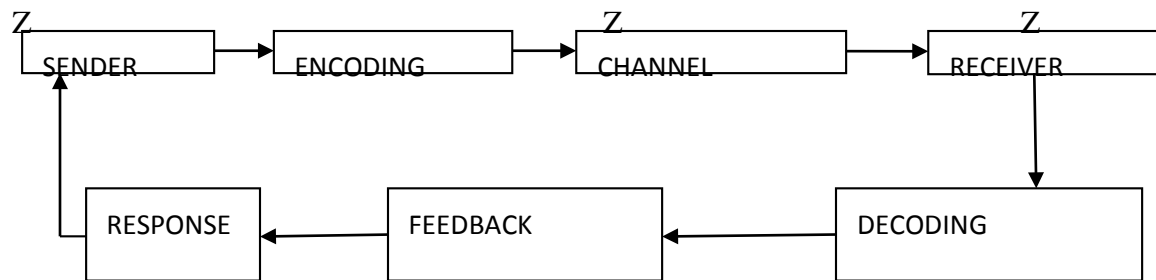 Z Z Z
SENDER ENCODING CHANNEL RECEIVER
RESPONSE FEEDBACK DECODING